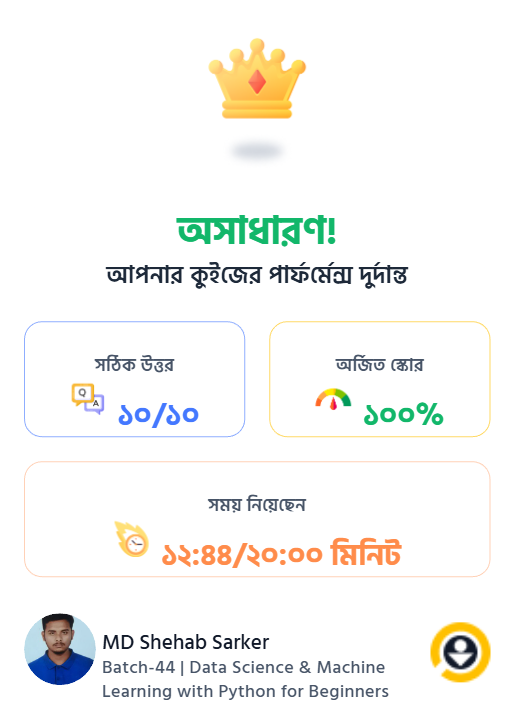 অসাধারণ!
আপনার কুইজের পার্ফর্মেন্স দুর্দান্ত
সঠিক উত্তর
Q
A
১০/১০
অর্জিত স্কোর
১০০%
সময় নিয়েছেন
১২:৪৪/২০:০০ মিনিট
MD Shehab Sarker
Batch-44 | Data Science & Machine
Learning with Python for Beginners